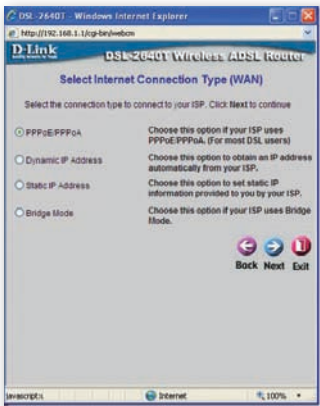 DSL-2640T - Windows Internet Explorer
http://192.168.1.1/cgi-bin/webcm
D-Link
Building Networks for People
DSL-2640T Wireless ADSL Router
Select Internet Connection Type (WAN)
Select the connection type to connect to your ISP. Click Next to continue
PPPoE/PPPoA
Choose this option if your ISP uses
PPPoE/PPPoA. (For most DSL users)
Dynamic IP Address
Choose this option to obtain an IP address
automatically from your ISP.
Static IP Address
Choose this option to set static IP
information provided to you by your ISP.
Bridge Mode
Choose this option if your ISP uses Bridge
Mode.
Back Next Exit
Internet
100%